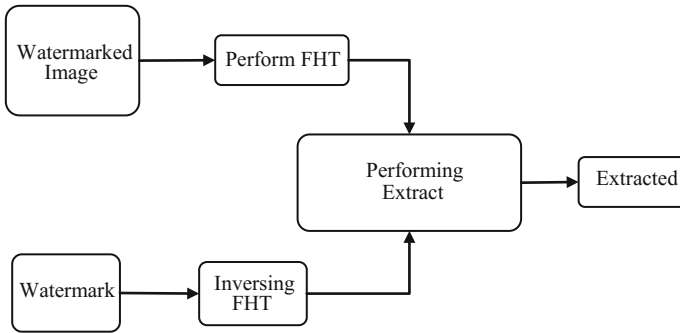 Watermarked
Image
Perform FHT
Performing
Extract
Extracted
Watermark
Inversing
FHT